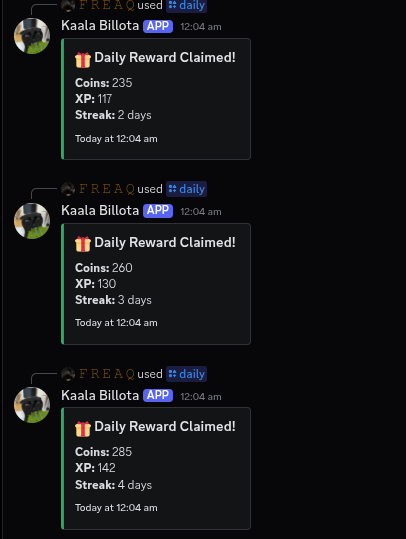 F R E A Q used daily
Kaala Billota APP 12:04 am
Daily Reward Claimed!
Coins: 235
XP: 117
Streak: 2 days
Today at 12:04 am
F R E A Q used daily
Kaala Billota APP 12:04 am
Daily Reward Claimed!
Coins: 260
XP: 130
Streak: 3 days
Today at 12:04 am
F R E A Q used daily
Kaala Billota APP 12:04 am
Daily Reward Claimed!
Coins: 285
XP: 142
Streak: 4 days
Today at 12:04 am